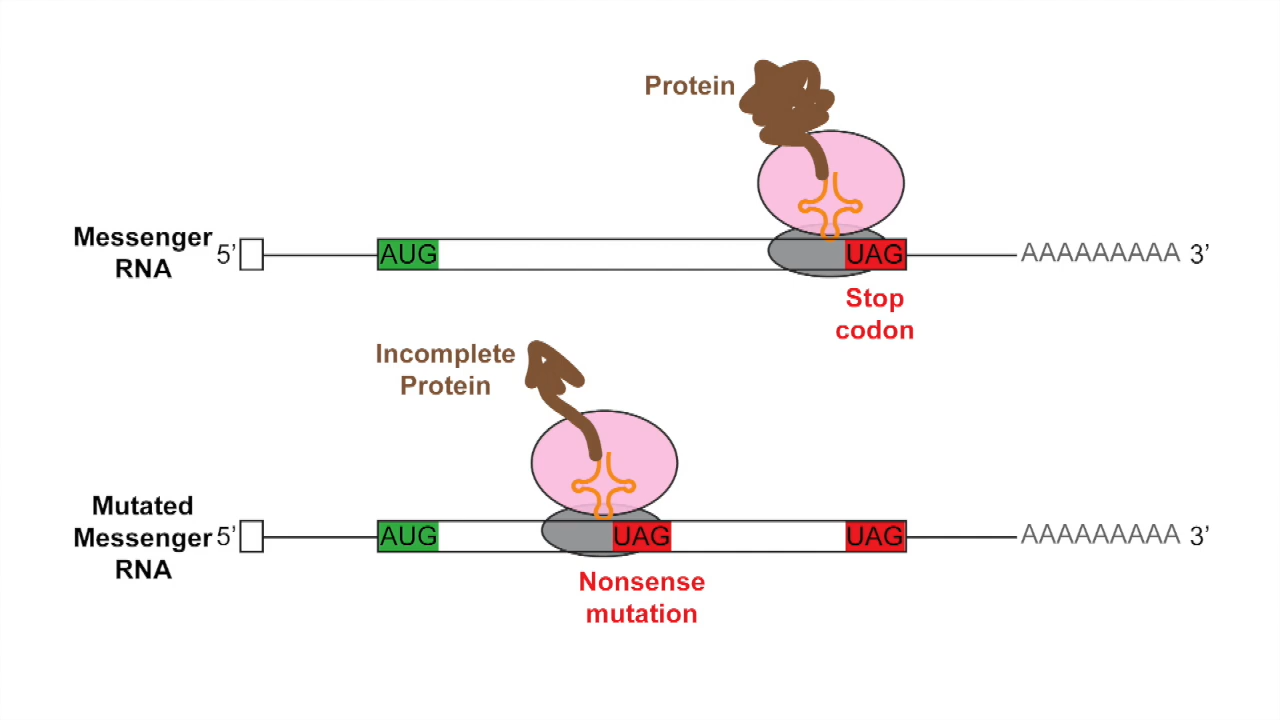 Protein
Messenger
RNA
5’
AUG
UAG
AAAAAAAAA 3’
Stop
codon
Incomplete
Protein
Mutated
Messenger
RNA
5’
AUG
UAG
UAG
AAAAAAAAA 3’
Nonsense
mutation